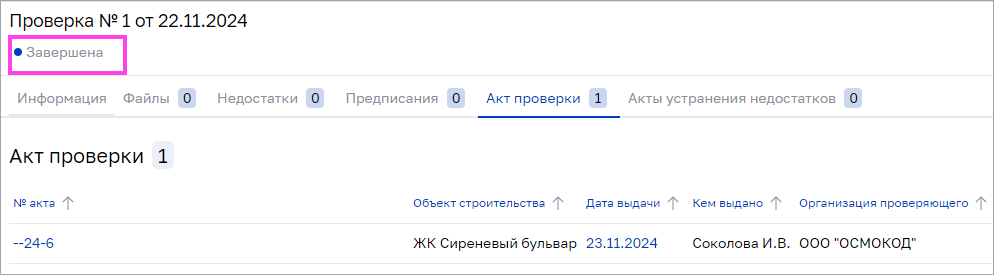 Проверка № 1 от 22.11.2024
Завершена
Информация Файлы 0 Недостатки 0 Предписания 0 Акт проверки 1 Акты устранения недостатков 0
Акт проверки 1
№ акта Объект строительства Дата выдачи Кем выдано Организация проверяющего
--24-6 ЖК Сиреневый бульвар 23.11.2024 Соколова И.В. ООО "ОСМОКОД"